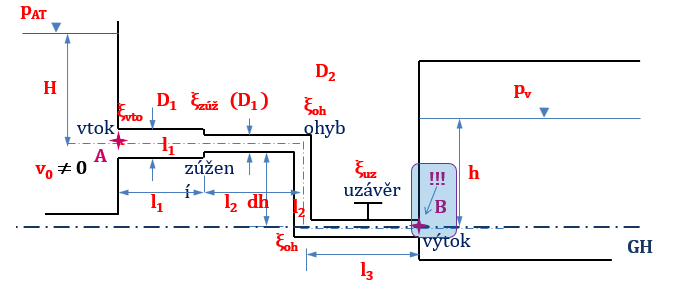 pAT
H
ξvto
D1
ξzúž
(D1)
D2
ξoh
pv
vtok
ohyb
A
l1
v0 ≠ 0
zúžen
í
ξuz
uzávěr
!!!
h
B
l1
l2
dh
l2
ξoh
výtok
GH
l3